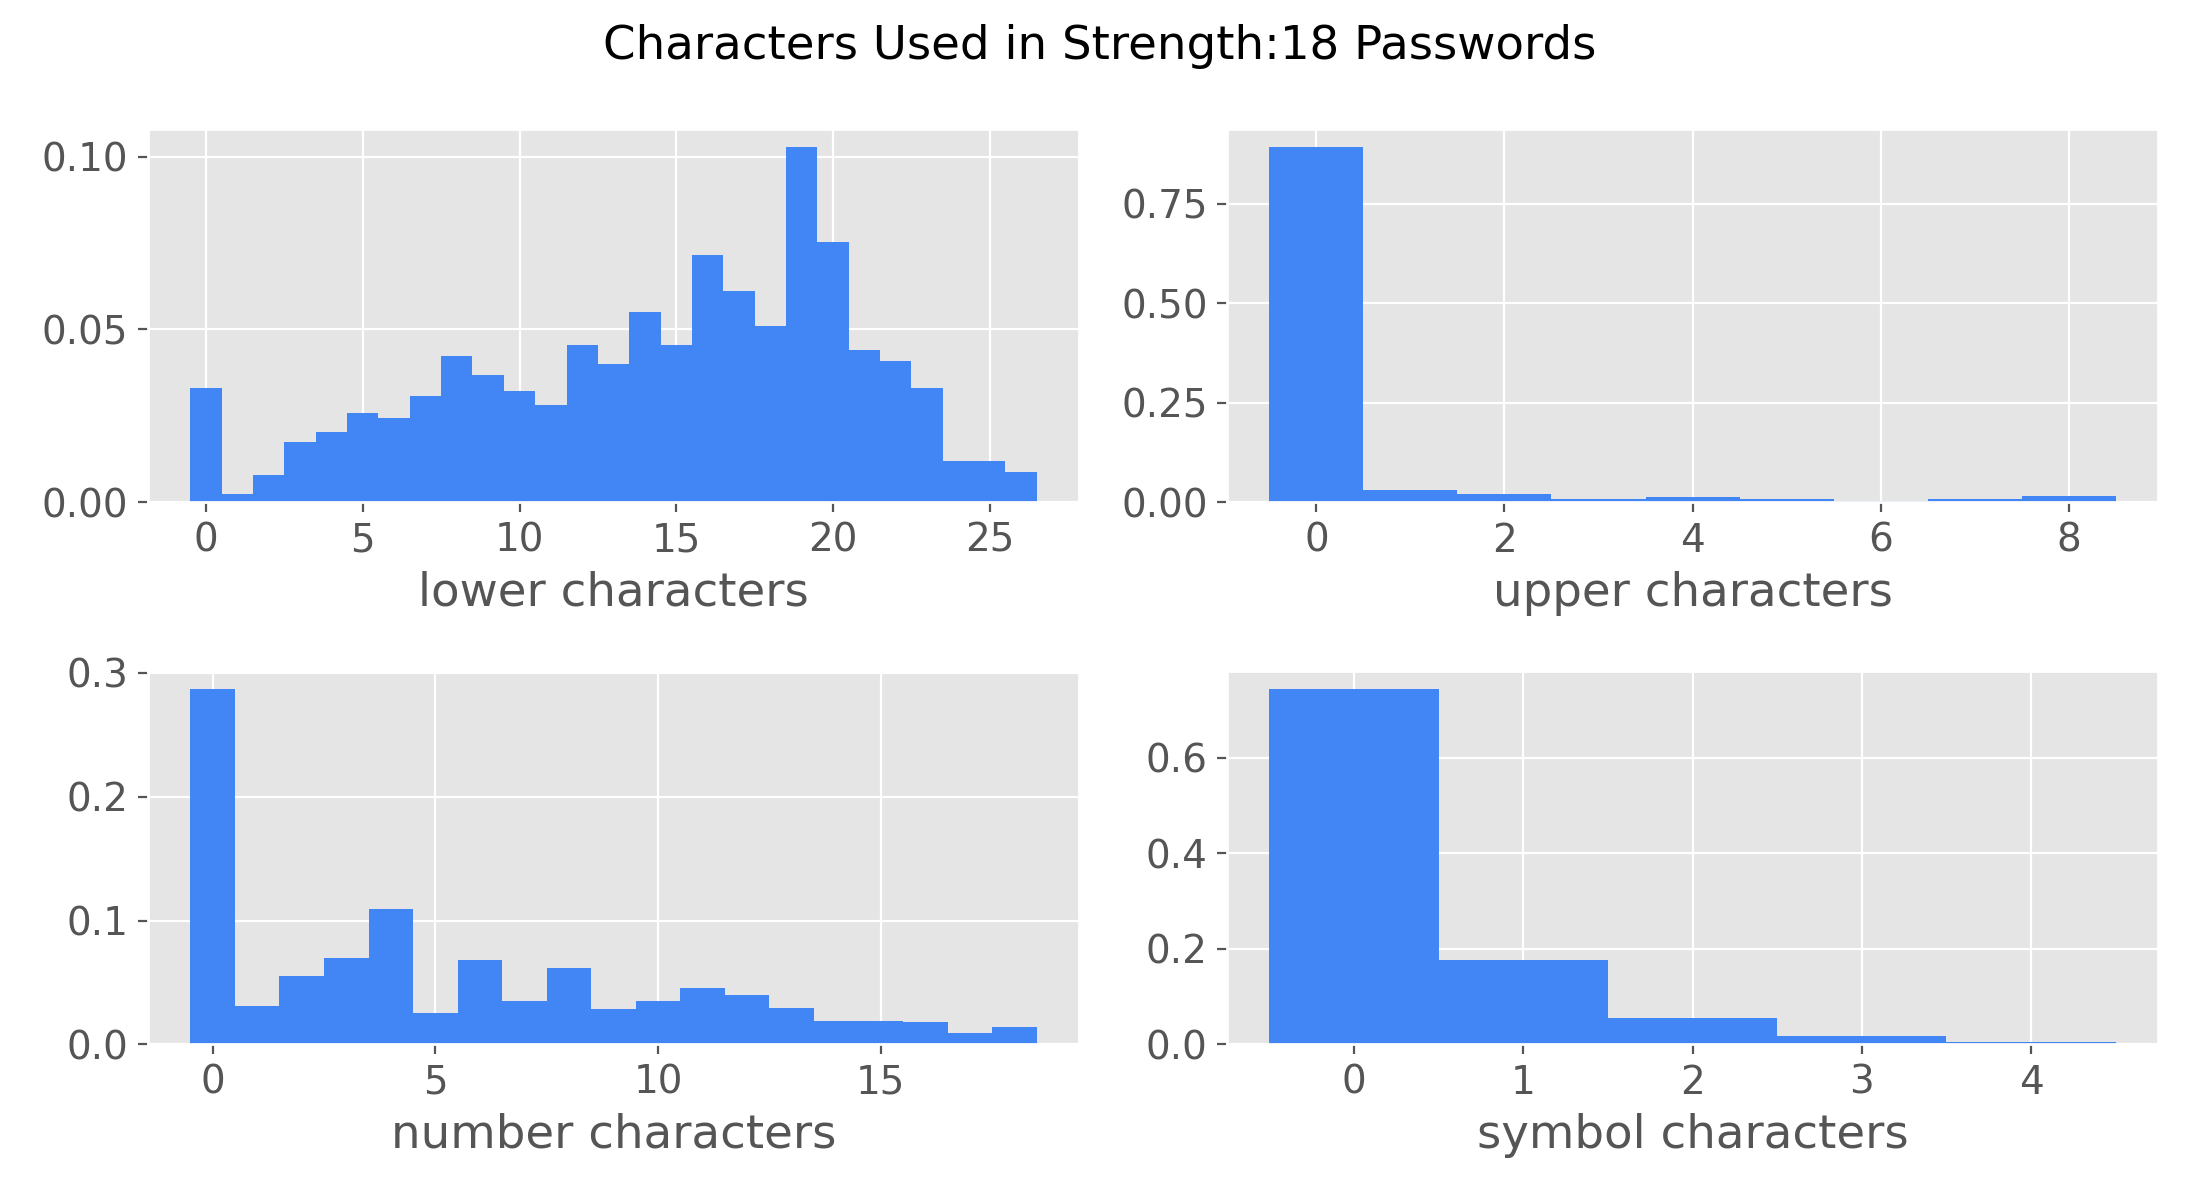 Characters Used in Strength:18 Passwords
0.10
0.05
0.00
0 5 10 15 20 25
lower characters
0.75
0.50
0.25
0.00
0 2 4 6 8
upper characters
0.3
0.2
0.1
0.0
0 5 10 15
number characters
0.6
0.4
0.2
0.0
0 1 2 3 4
symbol characters